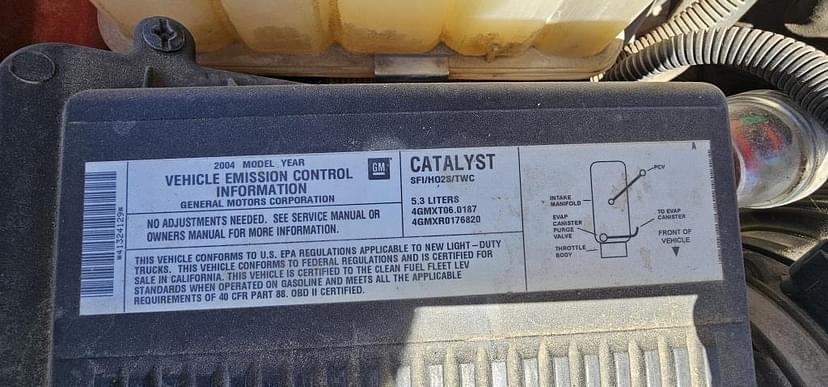 *41324129*
2004 MODEL YEAR
VEHICLE EMISSION CONTROL
INFORMATION
GENERAL MOTORS CORPORATION
GM
NO ADJUSTMENTS NEEDED. SEE SERVICE MANUAL OR
OWNERS MANUAL FOR MORE INFORMATION.
CATALYST
SFI/HO2S/TWC
5.3 LITERS
4GMXT06.0187
4GMXR0176820
THIS VEHICLE CONFORMS TO U.S. EPA REGULATIONS APPLICABLE TO NEW LIGHT-DUTY
TRUCKS. THIS VEHICLE CONFORMS TO FEDERAL REGULATIONS AND IS CERTIFIED FOR
SALE IN CALIFORNIA. THIS VEHICLE IS CERTIFIED TO THE CLEAN FUEL FLEET LEV
STANDARDS WHEN OPERATED ON GASOLINE AND MEETS ALL THE APPLICABLE
REQUIREMENTS OF 40 CFR PART 88. OBD II CERTIFIED.
A
PCV
INTAKE
MANIFOLD
EVAP
CANISTER
PURGE
VALVE
THROTTLE
BODY
TO EVAP
CANISTER
FRONT OF
VEHICLE